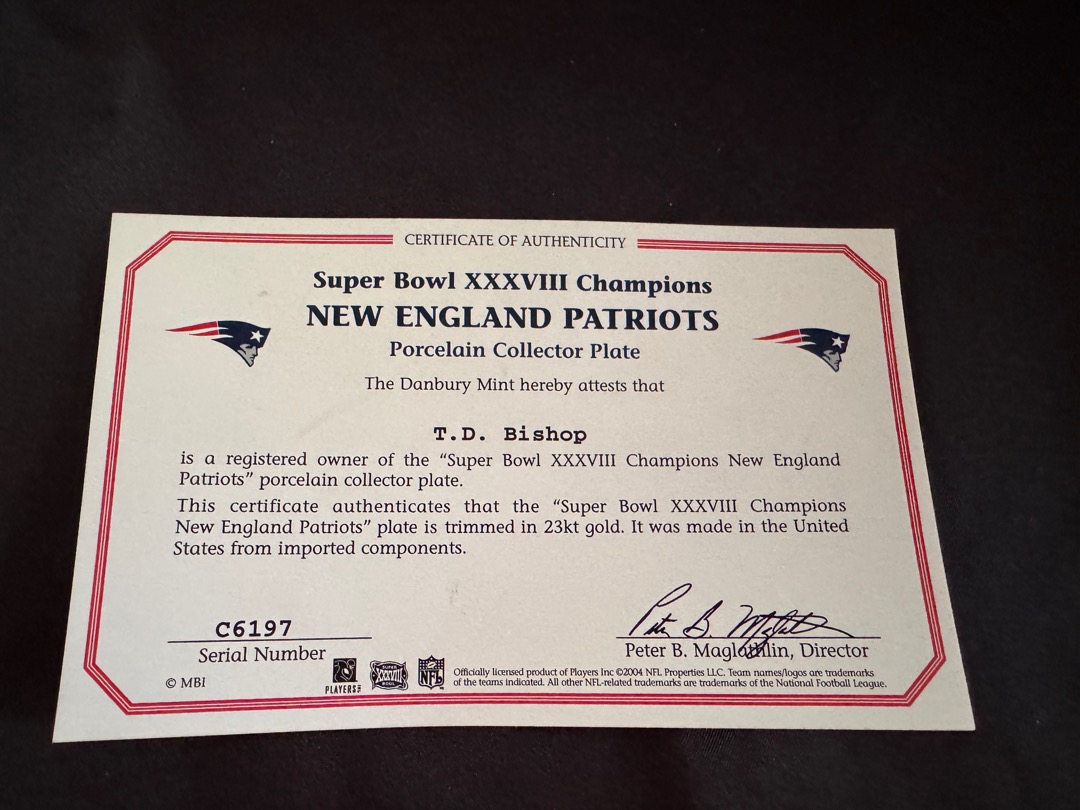 CERTIFICATE OF AUTHENTICITY
Super Bowl XXXVIII Champions
NEW ENGLAND PATRIOTS
Porcelain Collector Plate
The Danbury Mint hereby attests that
T.D. Bishop
is a registered owner of the “Super Bowl XXXVIII Champions New England
Patriots” porcelain collector plate.
This certificate authenticates that the “Super Bowl XXXVIII Champions
New England Patriots” plate is trimmed in 23kt gold. It was made in the United
States from imported components.
C6197
Serial Number
Peter B. Maglothlin, Director
© MBI
PLAYERS INC
SUPER
XXXVIII
BOWL
NFL
Officially licensed product of Players Inc ©2004 NFL Properties LLC. Team names/logos are trademarks
of the teams indicated. All other NFL-related trademarks are trademarks of the National Football League.